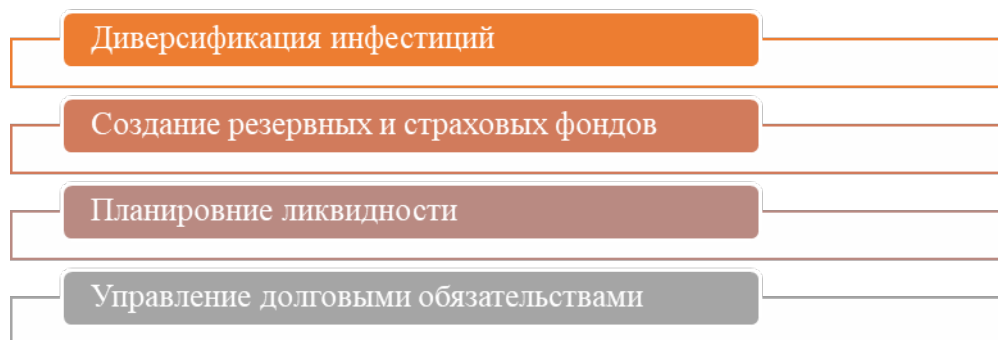 Диверсификация инфестиций
Создание резервных и страховых фондов
Планировние ликвидности
Управление долговыми обязательствами